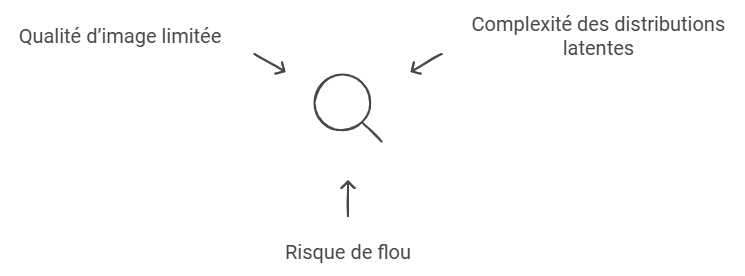 Qualité d’image limitée
Complexité des distributions
latentes
Risque de flou